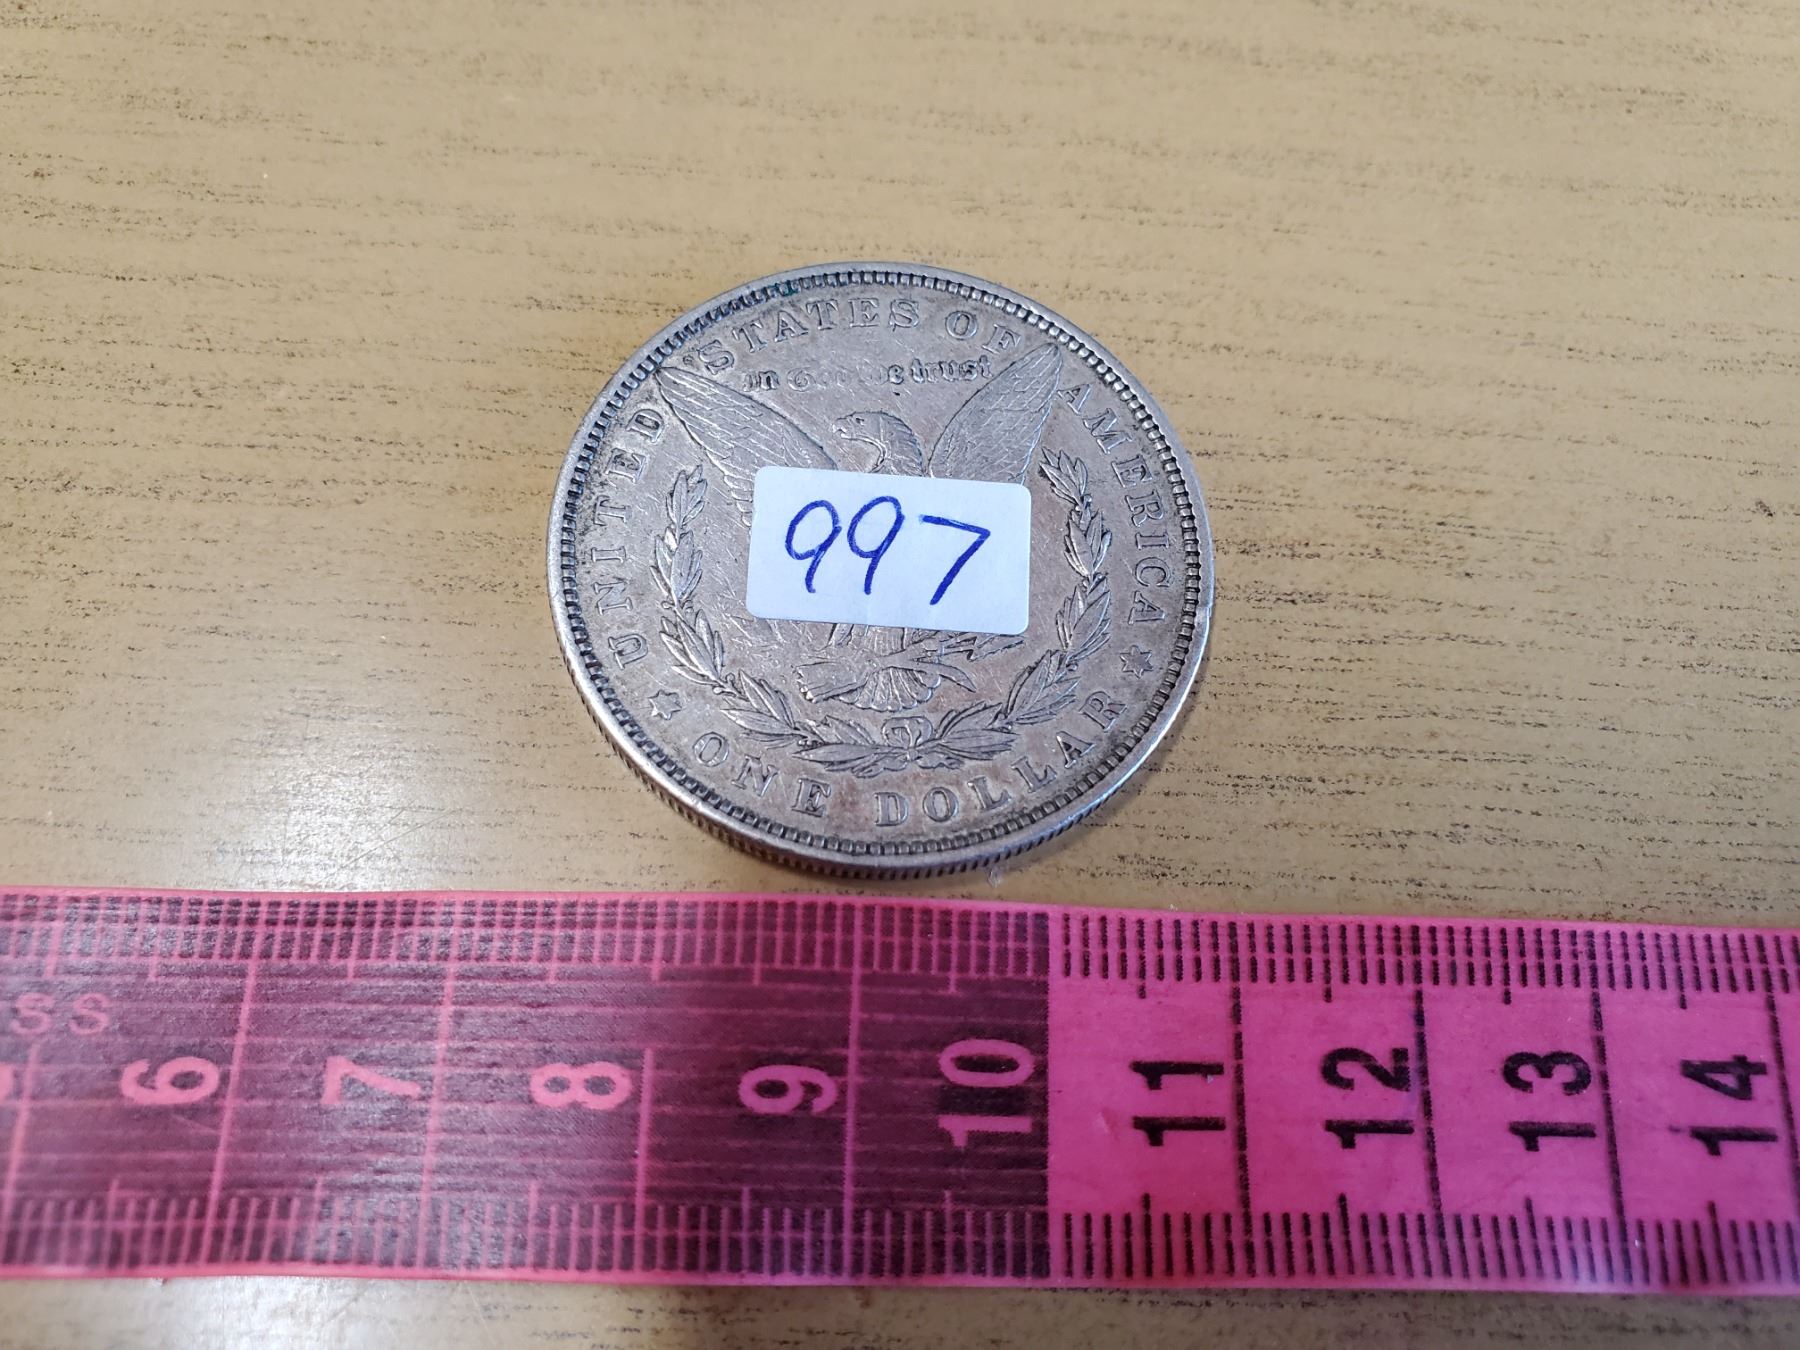 UNITED STATES OF AMERICA
In God we trust
997
ONE DOLLAR
SS
6 7 8 9 10 11 12 13 14